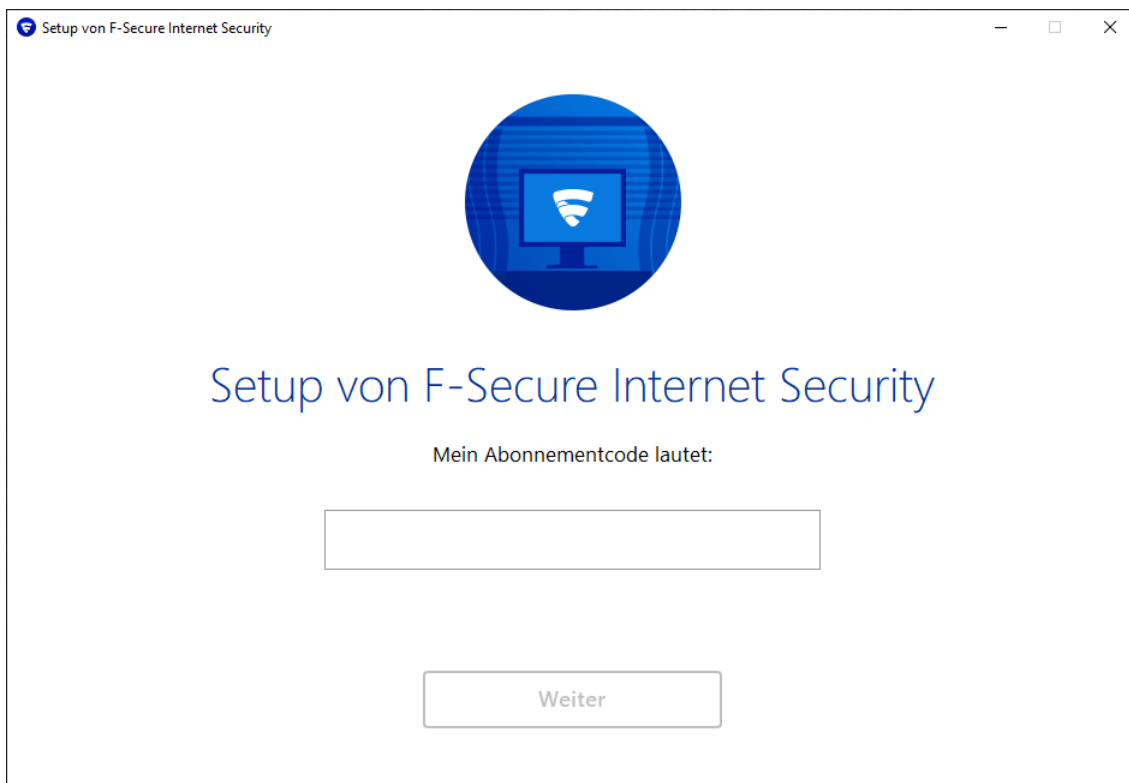 Setup von F-Secure Internet Security
Setup von F-Secure Internet Security
Mein Abonnementcode lautet:
Weiter